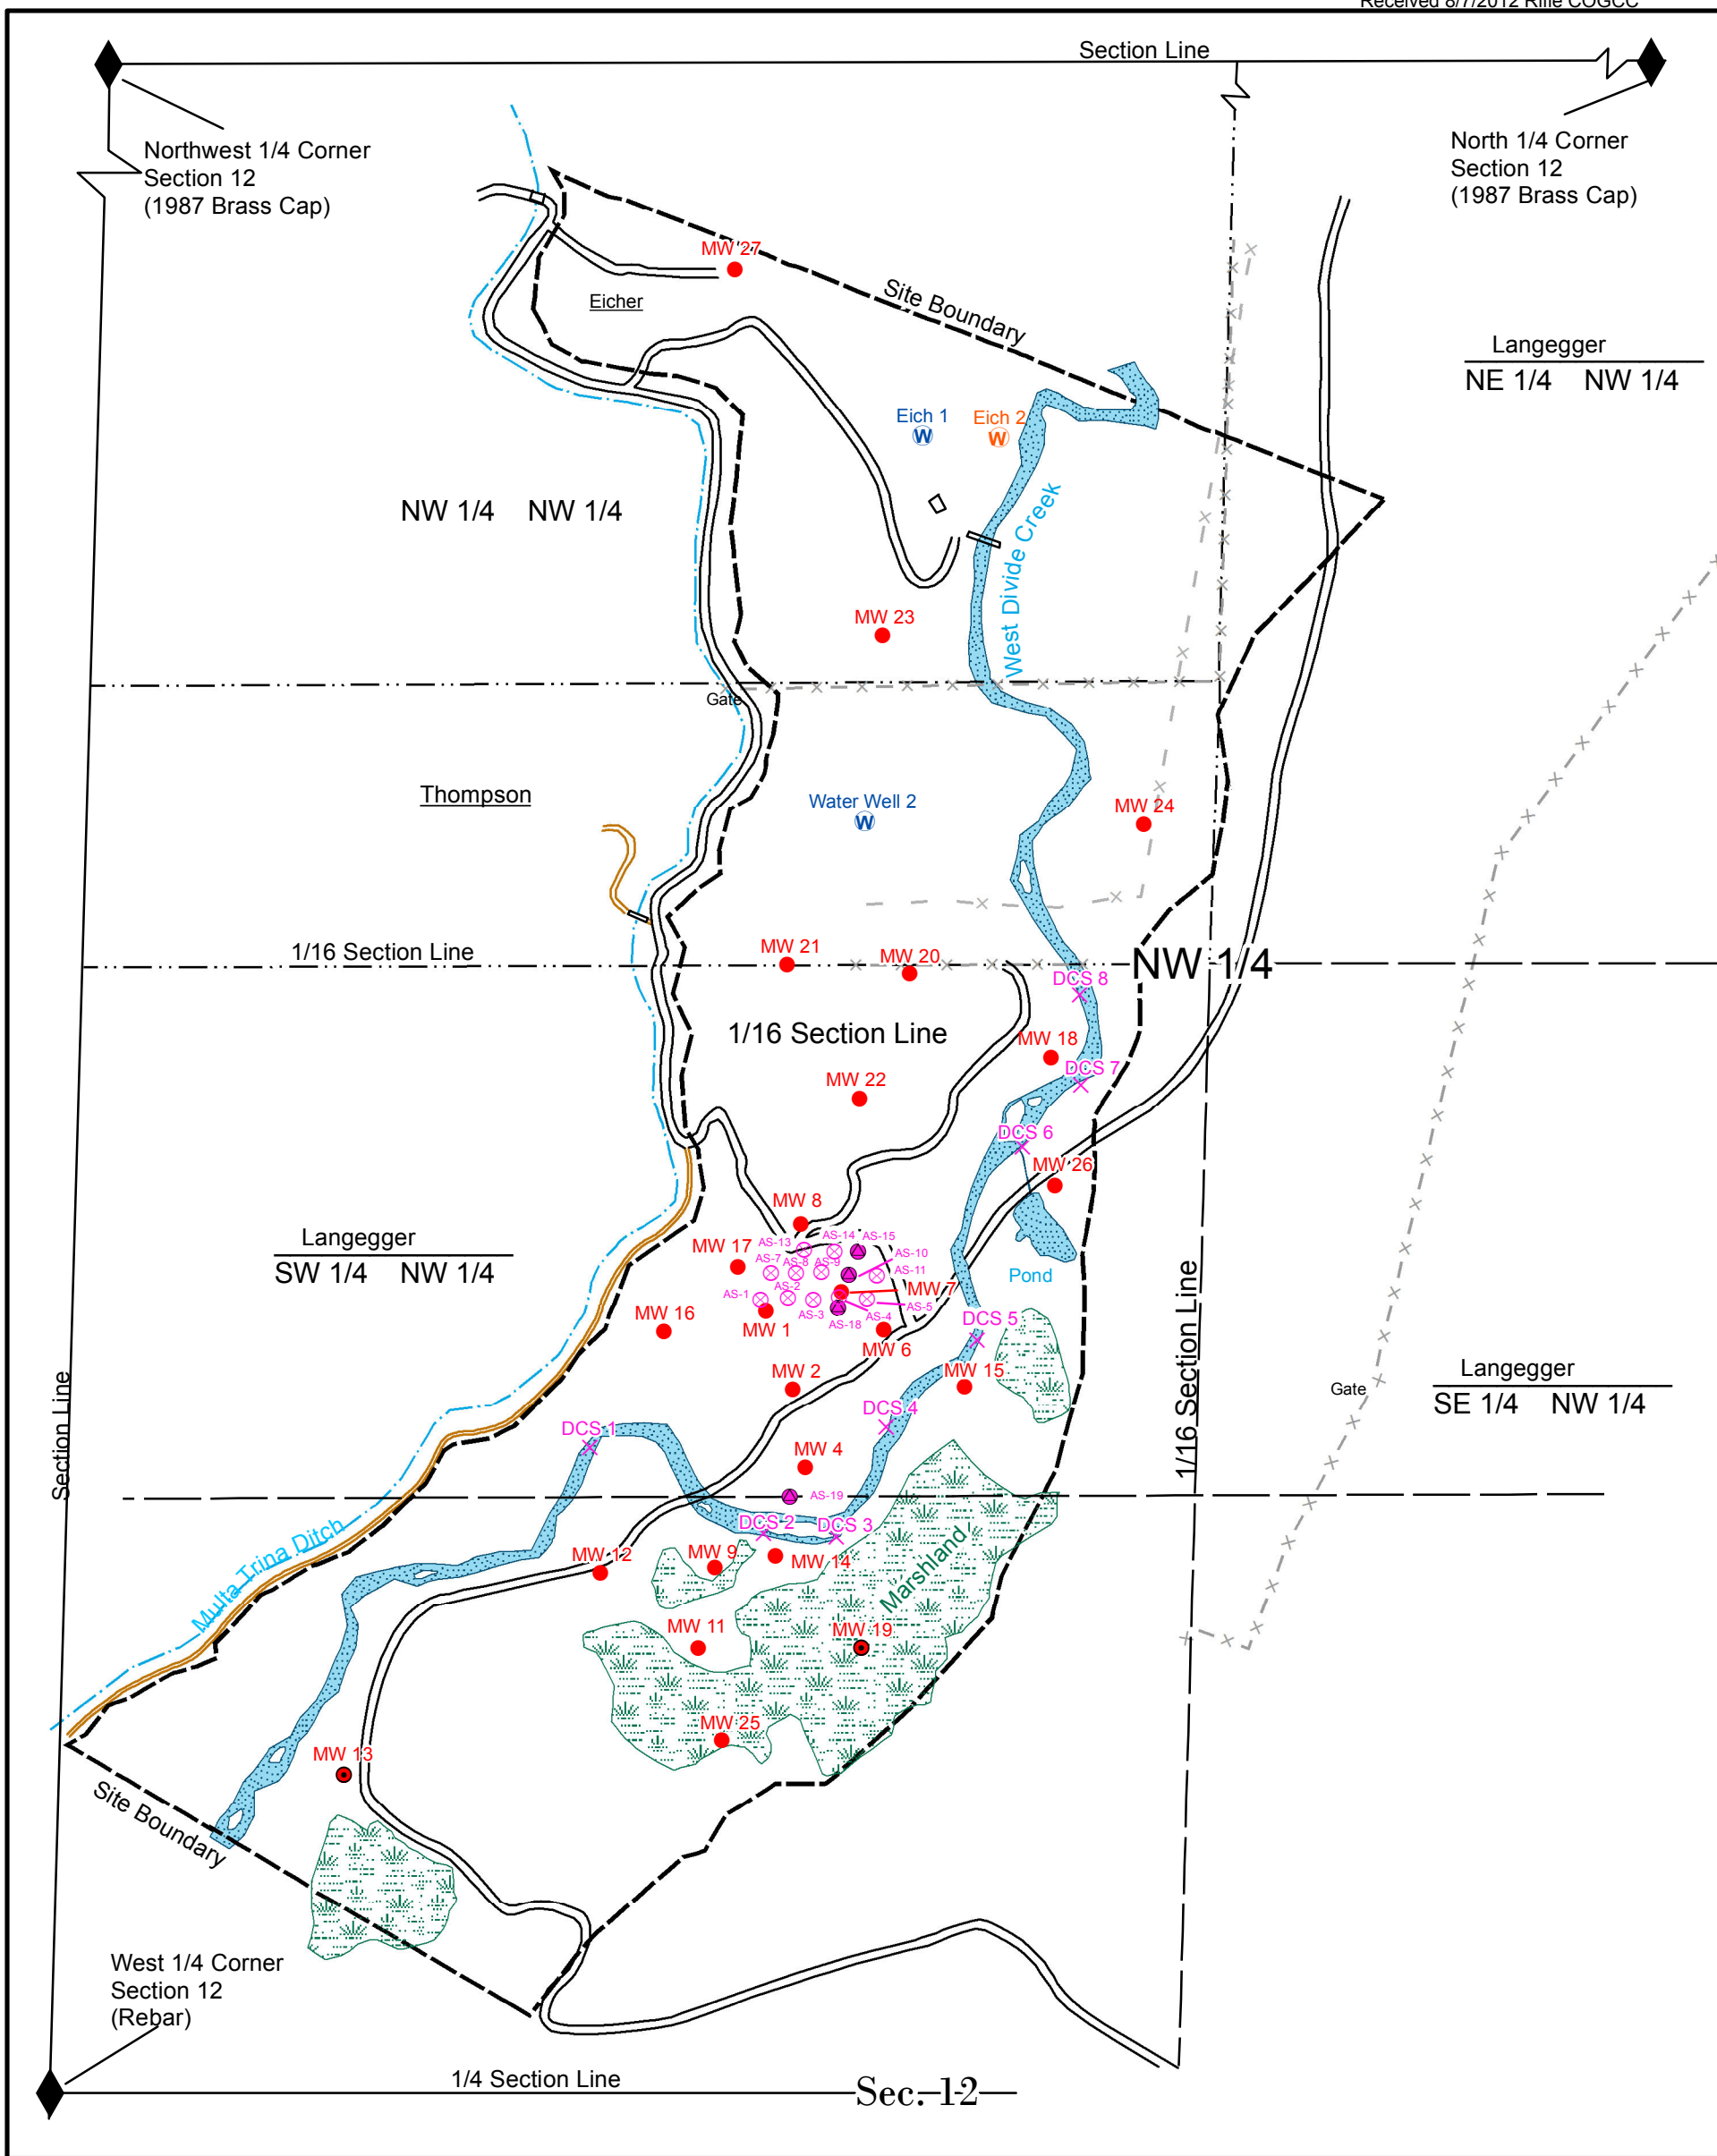 Received 8/7/2012 Rifle COGCC
Section Line
Northwest 1/4 Corner
Section 12
(1987 Brass Cap)
North 1/4 Corner
Section 12
(1987 Brass Cap)
MW 27
Eicher
Site Boundary
Langegger
NE 1/4 NW 1/4
Eich 1
W
Eich 2
W
NW 1/4 NW 1/4
West Divide Creek
MW 23
Gate
Thompson
Water Well 2
W
MW 24
1/16 Section Line
MW 21
MW 20
NW 1/4
DCS 8
1/16 Section Line
MW 18
DCS 7
MW 22
DCS 6
MW 26
MW 8
Langegger
SW 1/4 NW 1/4
MW 17
AS-13
AS-14
AS-15
AS-7
AS-8
AS-9
AS-10
AS-11
Pond
AS-1
AS-2
AS-3
MW 7
AS-4
AS-5
AS-18
MW 16
MW 1
MW 6
DCS 5
MW 2
MW 15
1/16 Section Line
Gate
Langegger
SE 1/4 NW 1/4
Section Line
DCS 1
DCS 4
MW 4
AS-19
Multa Trina Ditch
DCS 2
DCS 3
MW 12
MW 9
MW 14
Marshland
MW 11
MW 19
MW 25
MW 13
Site Boundary
West 1/4 Corner
Section 12
(Rebar)
1/4 Section Line
Sec. 12